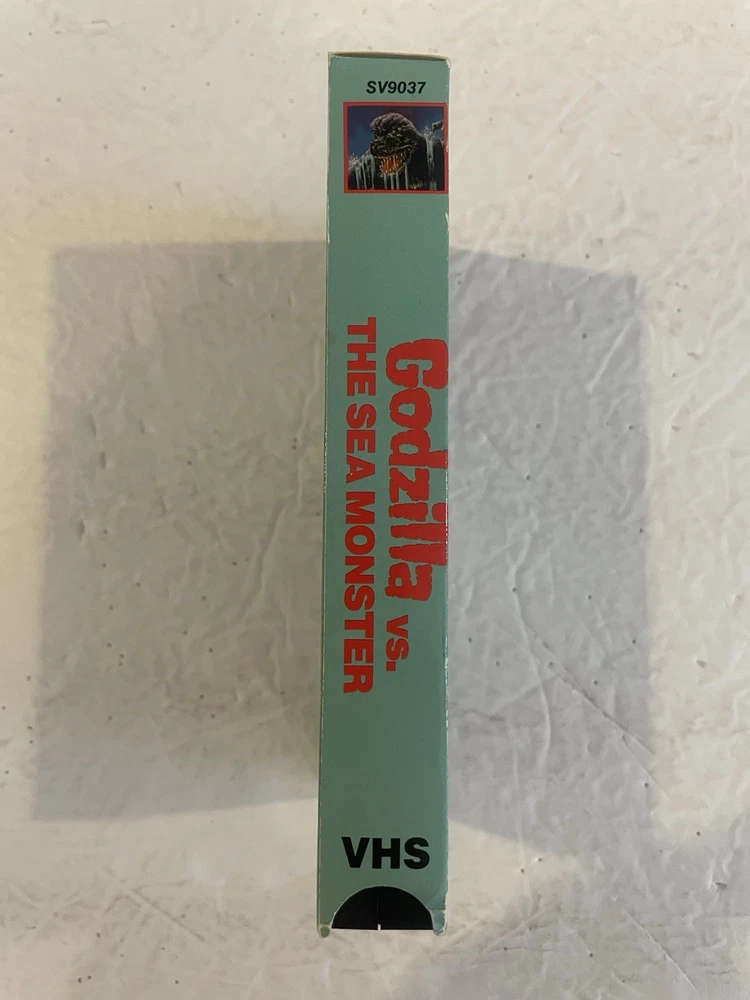 SV9037
Godzilla vs.
THE SEA MONSTER
VHS